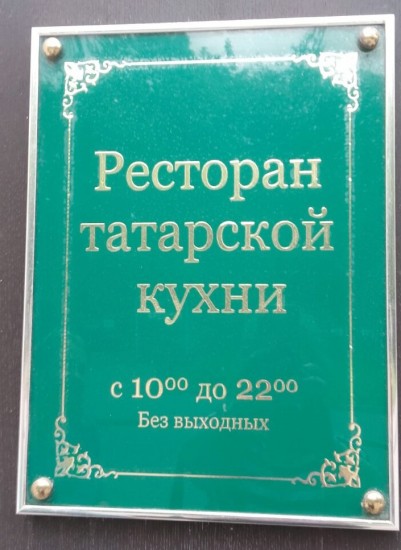 Ресторан
татарской
кухни
с 10⁰⁰ до 22⁰⁰
Без выходных